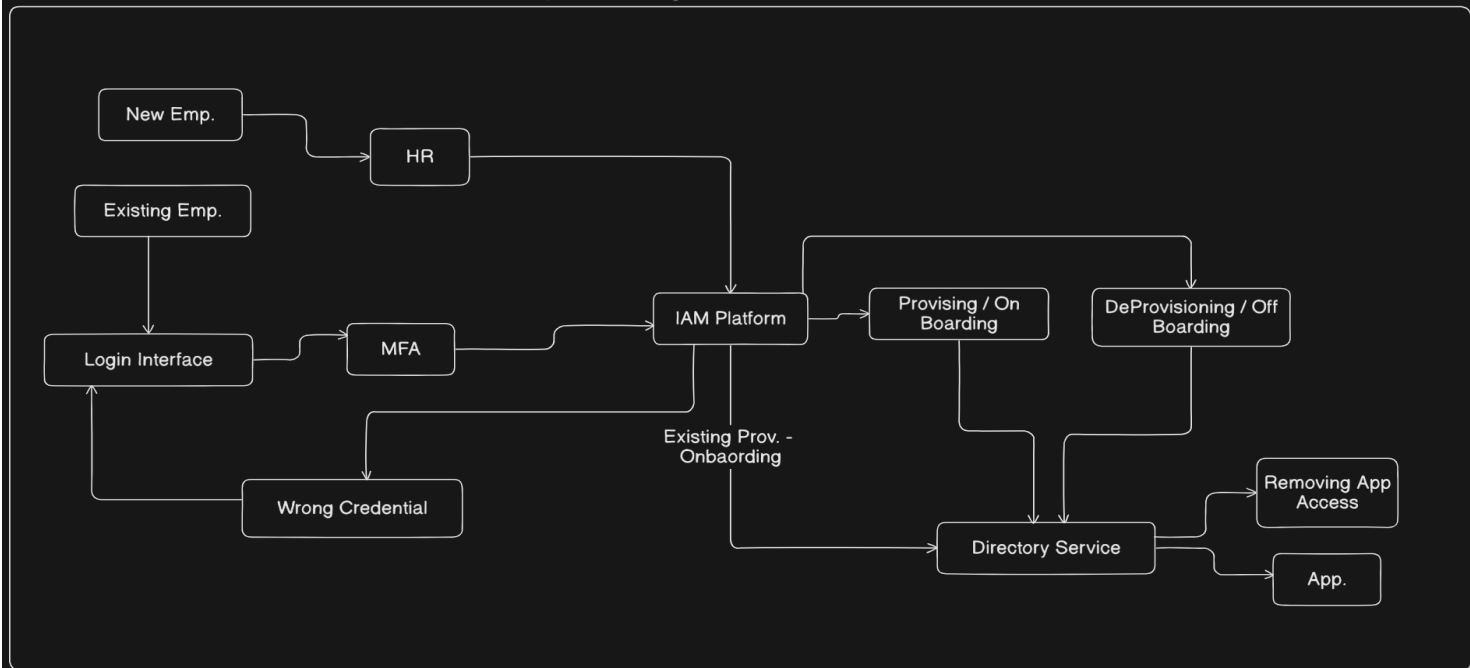 New Emp.
HR
Existing Emp.
IAM Platform
Provising / On
Boarding
DeProvisioning / Off
Boarding
Login Interface
MFA
Existing Prov. -
Onbaording
Wrong Credential
Removing App
Access
Directory Service
App.